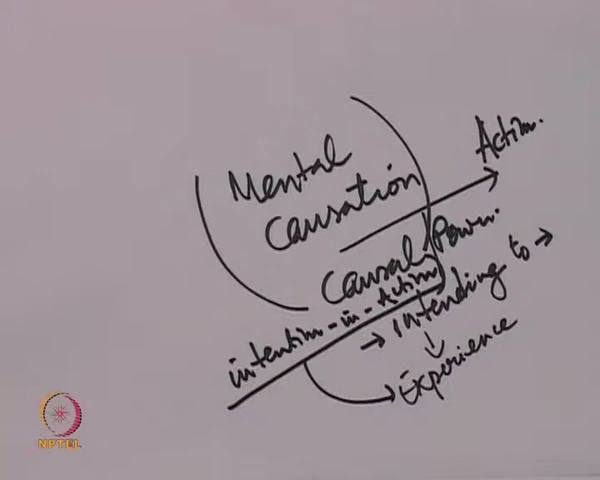 Action.
Mental
Causation
Causal Power.
intention-in-Action
→ Intending to →
Experience
NPTEL